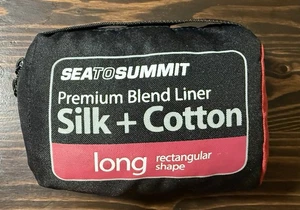 SEATOSUMMIT
Premium Blend Liner
Silk + Cotton
long rectangular
shape